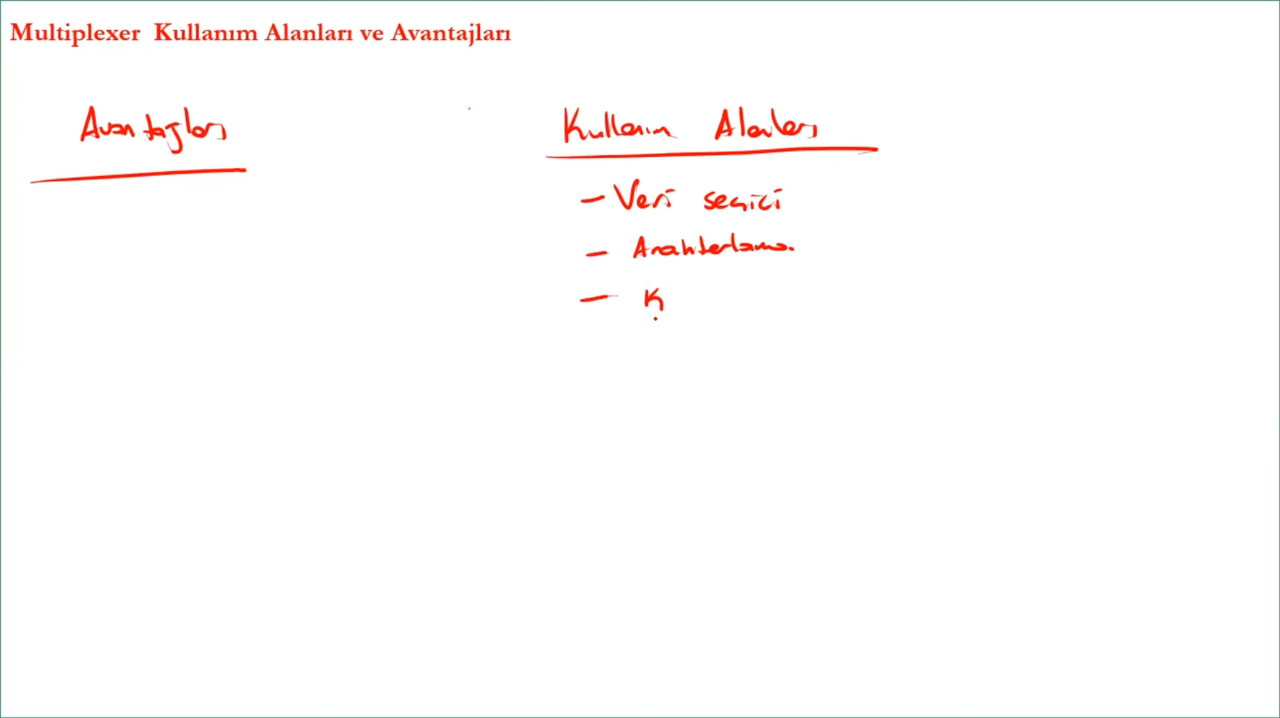 Multiplexer Kullanım Alanları ve Avantajları
Avantajları
Kullanım Alanları
- Veri seçici
- Anahtarlama.
- K